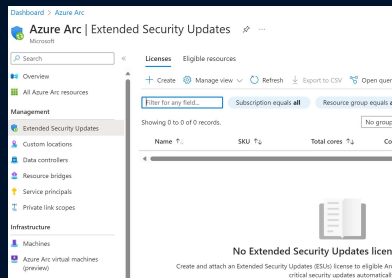 Dashboard > Azure Arc
Azure Arc | Extended Security Updates
Microsoft
Search
Overview
All Azure Arc resources
Management
Extended Security Updates
Custom locations
Data controllers
Resource bridges
Service principals
Private link scopes
Infrastructure
Machines
Azure Arc virtual machines
(preview)
Licenses Eligible resources
Create Manage view Refresh Export to CSV Open quer
Filter for any field... Subscription equals all Resource group equals
Showing 0 to 0 of 0 records.
No group
Name SKU Total cores Co
No Extended Security Updates licen
Create and attach an Extended Security Updates (ESUs) license to eligible Ar
critical security updates automaticall